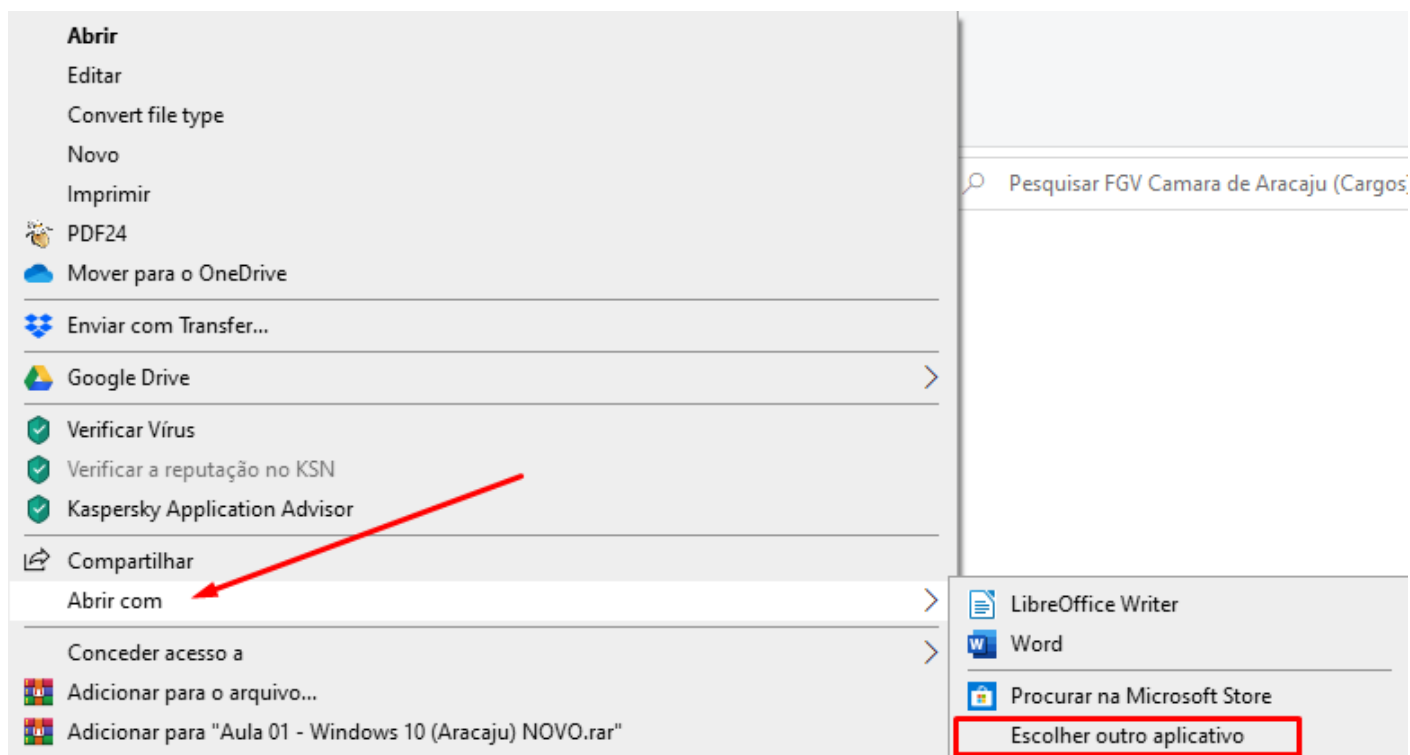 Abrir
Editar
Convert file type
Novo
Imprimir
PDF24
Mover para o OneDrive
Enviar com Transfer...
Google Drive
Verificar Vírus
Verificar a reputação no KSN
Kaspersky Application Advisor
Compartilhar
Abrir com
Conceder acesso a
Adicionar para o arquivo...
Adicionar para "Aula 01 - Windows 10 (Aracaju) NOVO.rar"
Pesquisar FGV Camara de Aracaju (Cargos)
LibreOffice Writer
Word
Procurar na Microsoft Store
Escolher outro aplicativo